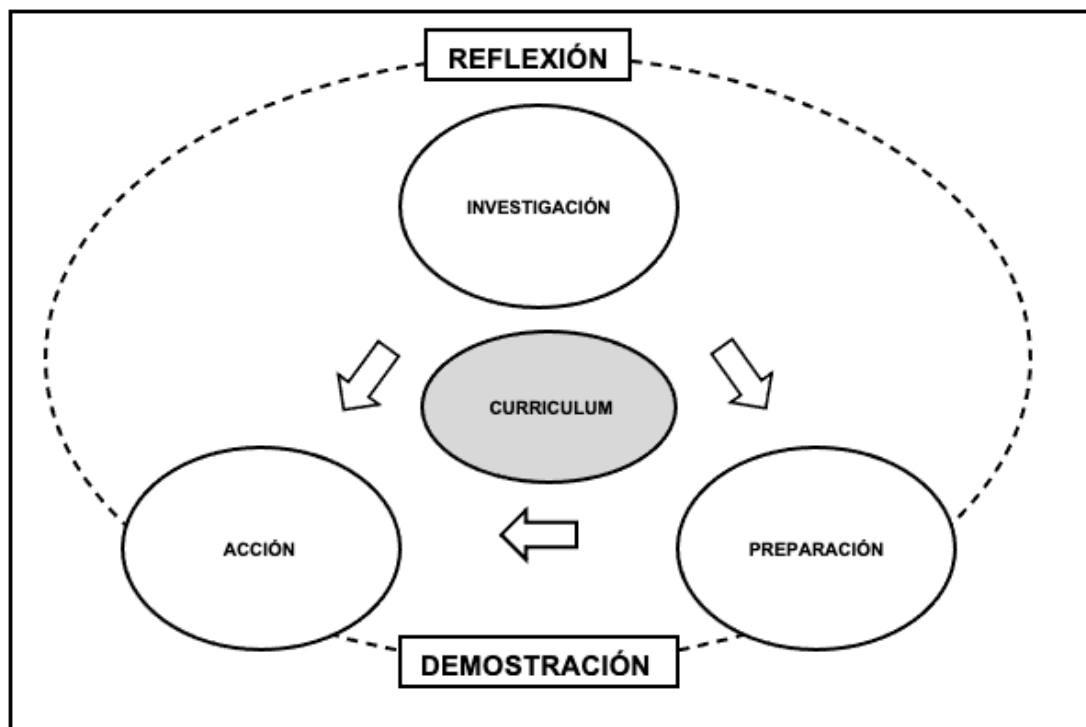 REFLEXIÓN
INVESTIGACIÓN
CURRICULUM
ACCIÓN
PREPARACIÓN
DEMOSTRACIÓN